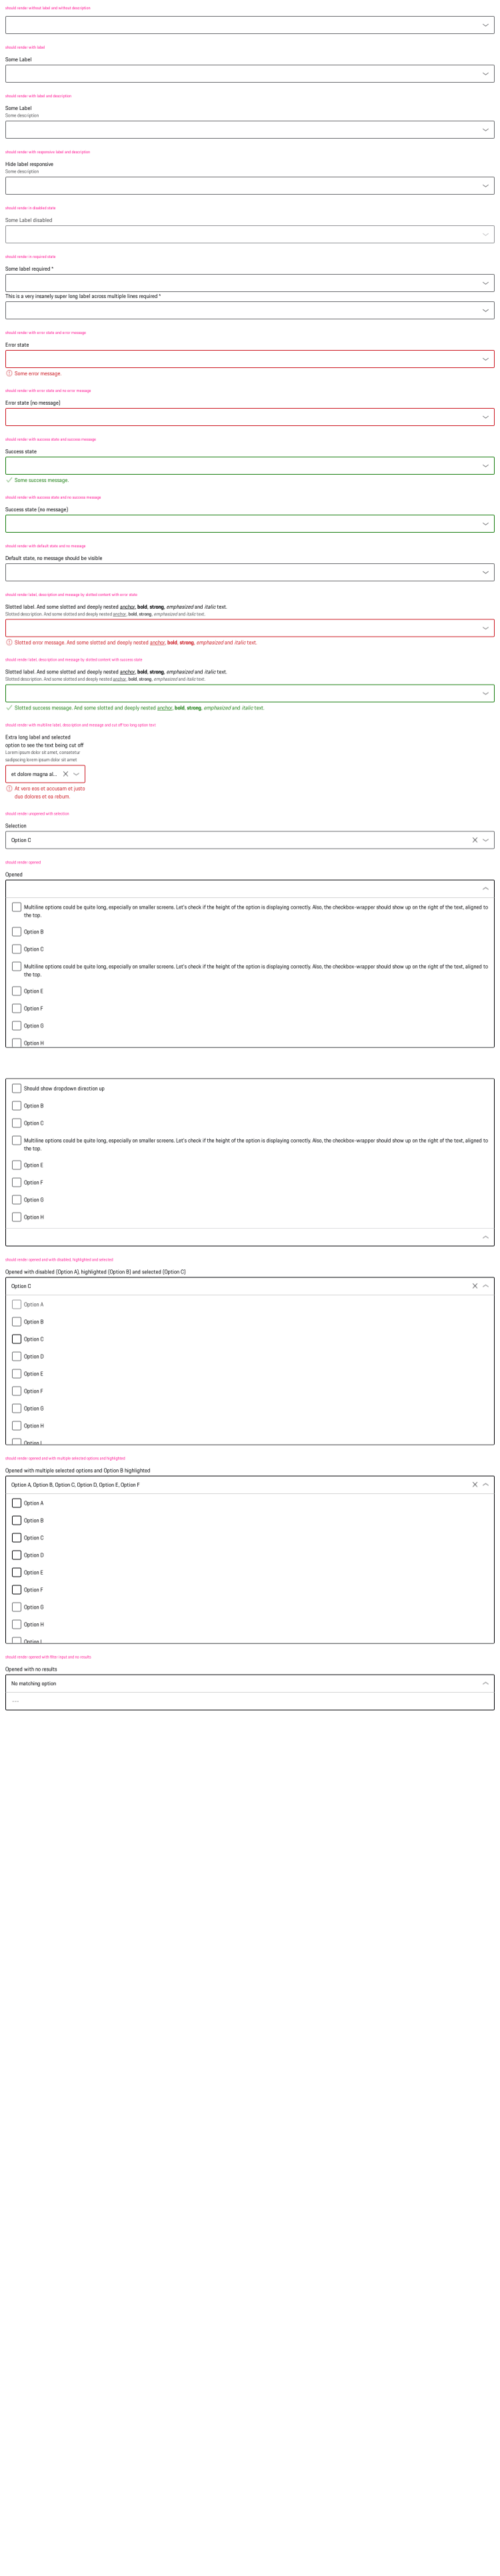 should render without label and without description
should render with label
Some Label
should render with label and description
Some Label
Some description
should render with responsive label and description
Hide label responsive
Some description
should render in disabled state
Some Label disabled
should render in required state
Some label required *
This is a very insanely super long label across multiple lines required *
should render with error state and error message
Error state
Some error message.
should render with error state and no error message
Error state (no message)
should render with success state and success message
Success state
Some success message.
should render with success state and no success message
Success state (no message)
should render with default state and no message
Default state, no message should be visible
should render label, description and message by slotted content with error state
Slotted label. And some slotted and deeply nested anchor, bold, strong, emphasized and italic text.
Slotted description. And some slotted and deeply nested anchor, bold, strong, emphasized and italic text.
Slotted error message. And some slotted and deeply nested anchor, bold, strong, emphasized and italic text.
should render label, description and message by slotted content with success state
Slotted label. And some slotted and deeply nested anchor, bold, strong, emphasized and italic text.
Slotted description. And some slotted and deeply nested anchor, bold, strong, emphasized and italic text.
Slotted success message. And some slotted and deeply nested anchor, bold, strong, emphasized and italic text.
should render with multiline label, description and message and cut off too long option text
Extra long label and selected
option to see the text being cut off
Lorem ipsum dolor sit amet, consetetur
sadipscing lorem ipsum dolor sit amet
et dolore magna al...
At vero eos et accusam et justo
duo dolores et ea rebum.
should render (reopened) with selection
Selection
Option C
should render opened
Opened
Multiline options could be quite long, especially on smaller screens. Let's check if the height of the option is displaying correctly. Also, the checkbox-wrapper should show up on the right of the text, aligned to
the top.
Option B
Option C
Multiline options could be quite long, especially on smaller screens. Let's check if the height of the option is displaying correctly. Also, the checkbox-wrapper should show up on the right of the text, aligned to
the top.
Option E
Option F
Option G
Option H
Should show dropdown direction up
Option B
Option C
Multiline options could be quite long, especially on smaller screens. Let's check if the height of the option is displaying correctly. Also, the checkbox-wrapper should show up on the right of the text, aligned to
the top.
Option E
Option F
Option G
Option H
should render opened and with disabled, highlighted and selected
Opened with disabled (Option A), highlighted (Option B) and selected (Option C)
Option C
Option A
Option B
Option C
Option D
Option E
Option F
Option G
Option H
Option I
should render opened and with multiple selected options and highlighted
Opened with multiple selected options and Option B highlighted
Option A, Option B, Option C, Option D, Option E, Option F
Option A
Option B
Option C
Option D
Option E
Option F
Option G
Option H
Option I
should render opened with filter input and no results
Opened with no results
No matching option
---